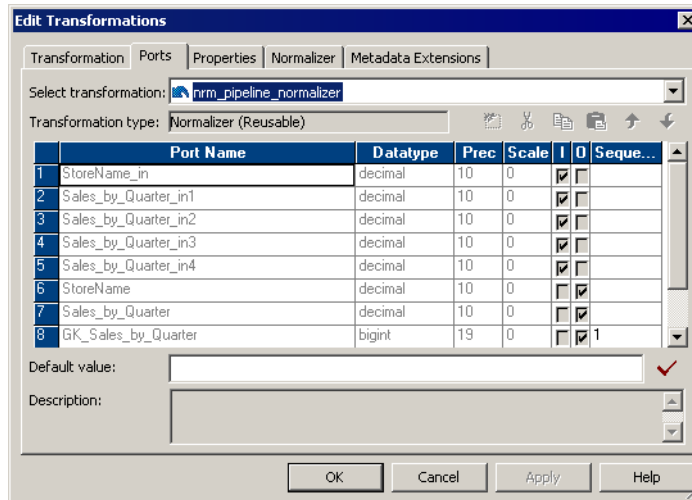 Edit Transformations
Transformation Ports Properties Normalizer Metadata Extensions
Select transformation: nrm_pipeline_normalizer
Transformation type: Normalizer (Reusable)
Port Name Datatype Prec Scale I O Seque...
1 StoreName_in decimal 10 0
2 Sales_by_Quarter_in1 decimal 10 0
3 Sales_by_Quarter_in2 decimal 10 0
4 Sales_by_Quarter_in3 decimal 10 0
5 Sales_by_Quarter_in4 decimal 10 0
6 StoreName decimal 10 0
7 Sales_by_Quarter decimal 10 0
8 GK_Sales_by_Quarter bigint 19 0 1
Default value:
Description:
OK Cancel Apply Help